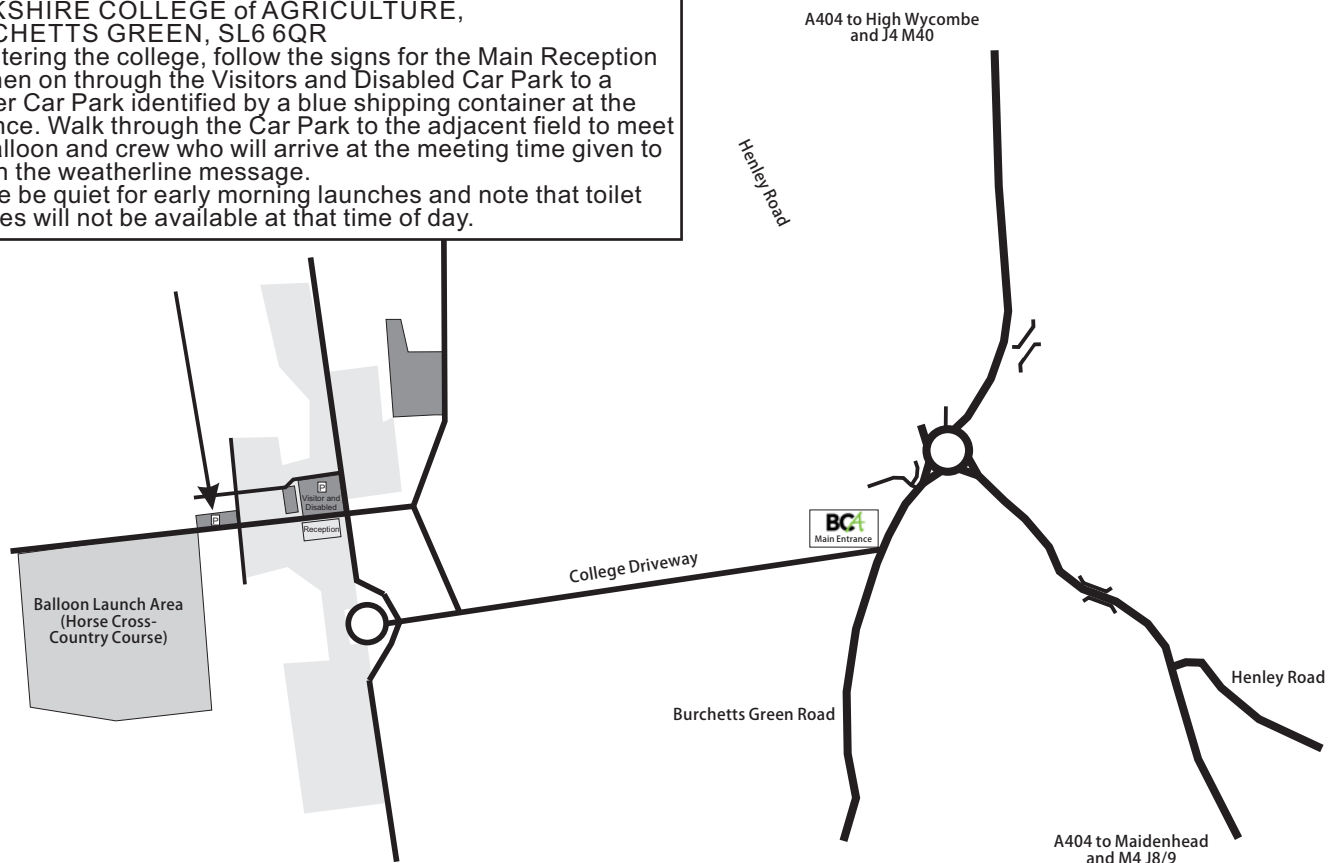 KSHIRE COLLEGE of AGRICULTURE,
CHETTS GREEN, SL6 6QR
tering the college, follow the signs for the Main Reception
en on through the Visitors and Disabled Car Park to a
er Car Park identified by a blue shipping container at the
nce. Walk through the Car Park to the adjacent field to meet
alloon and crew who will arrive at the meeting time given to
n the weatherline message.
e be quiet for early morning launches and note that toilet
es will not be available at that time of day.
A404 to High Wycombe
and J4 M40
Henley Road
P
Visitor and
Disabled
P
Reception
BCA
Main Entrance
College Driveway
Balloon Launch Area
(Horse Cross-
Country Course)
Henley Road
Burchetts Green Road
A404 to Maidenhead
and M4 J8/9